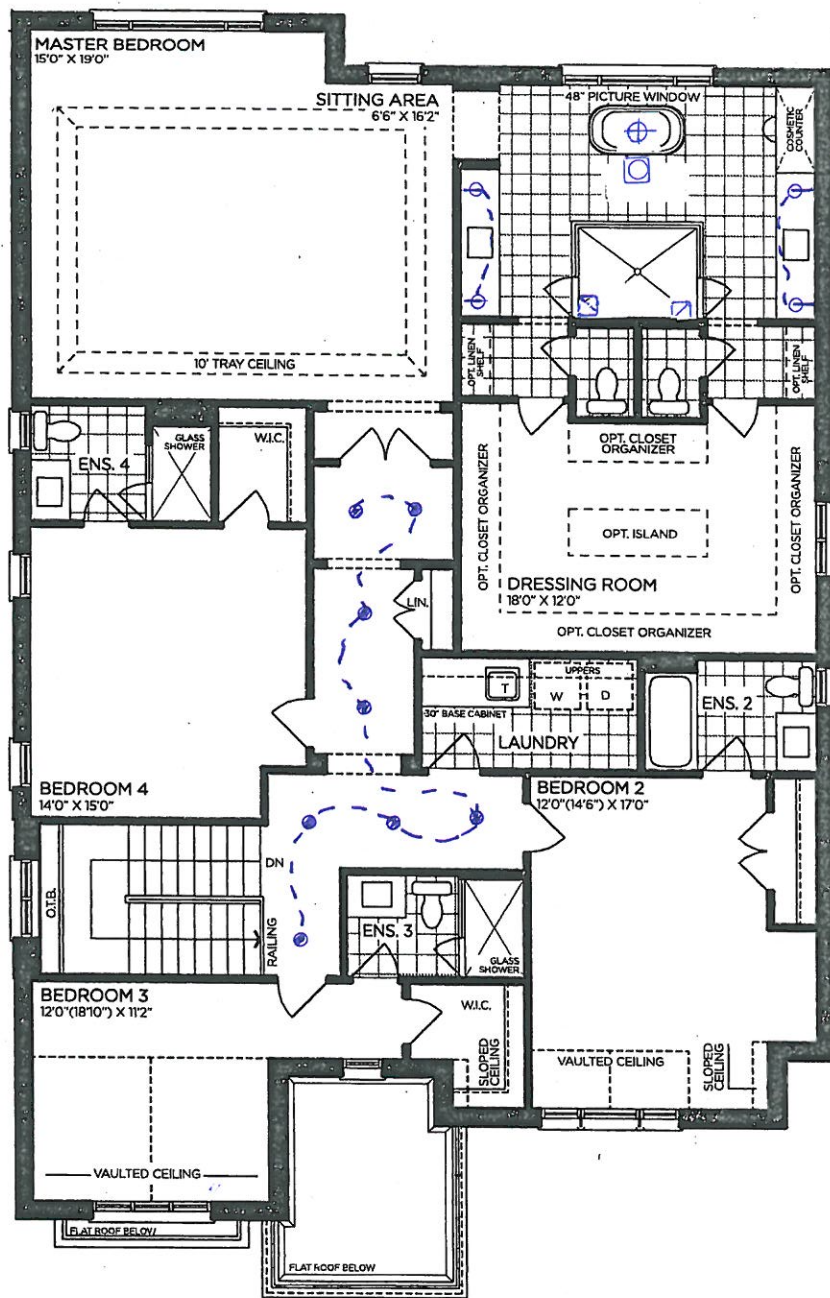 MASTER BEDROOM
15'0" X 19'0"
SITTING AREA
6'6" X 16'2"
48" PICTURE WINDOW
COSMETIC
COUNTER
10' TRAY CEILING
OPT. LINEN
SHELF
OPT. LINEN
SHELF
ENS. 4
GLASS
SHOWER
W.I.C.
OPT. CLOSET ORGANIZER
OPT. CLOSET
ORGANIZER
OPT. CLOSET ORGANIZER
OPT. ISLAND
DRESSING ROOM
18'0" X 12'0"
OPT. CLOSET ORGANIZER
LIN.
UPPERS
T
W
D
30" BASE CABINET
LAUNDRY
ENS. 2
BEDROOM 4
14'0" X 15'0"
BEDROOM 2
12'0"(14'6") X 17'0"
O.T.B.
DN
RAILING
ENS. 3
GLASS
SHOWER
BEDROOM 3
12'0"(18'10") X 11'2"
W.I.C.
SLOPED
CEILING
VAULTED CEILING
SLOPED
CEILING
VAULTED CEILING
FLAT ROOF BELOW
FLAT ROOF BELOW